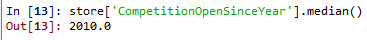 In [13]: store['CompetitionOpenSinceYear'].median()
Out[13]: 2010.0